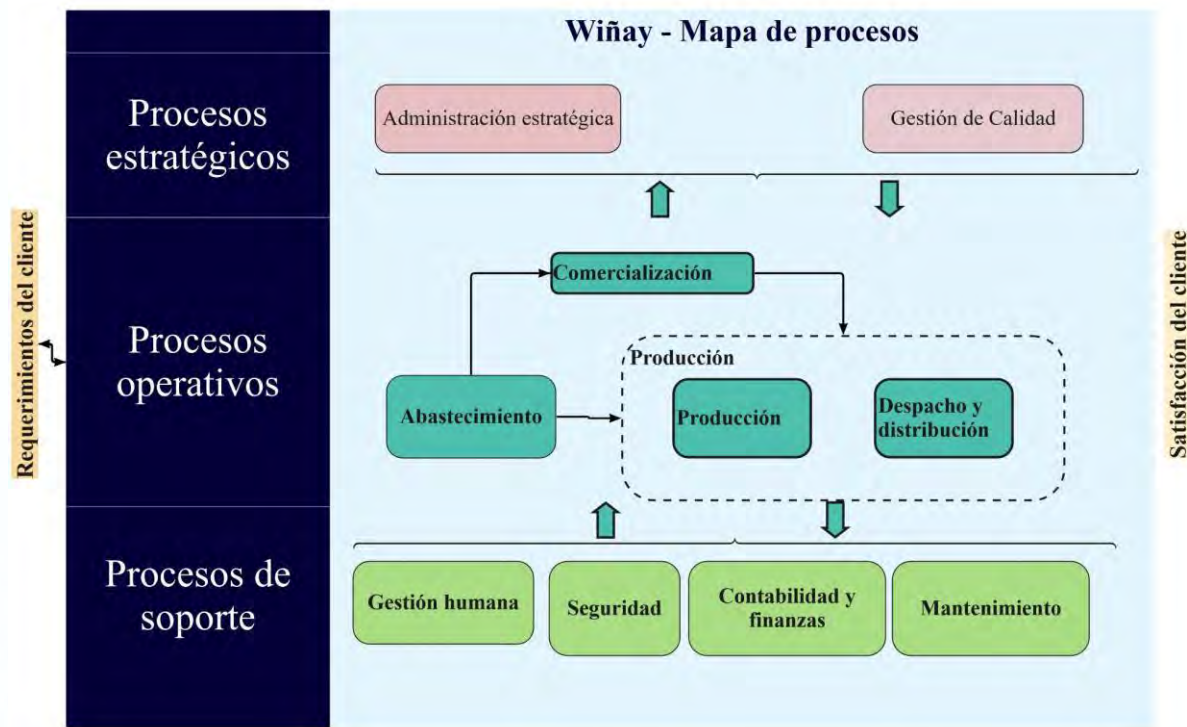 Wiñay - Mapa de procesos
Procesos
estratégicos
Administración estratégica
Gestión de Calidad
Requerimientos del cliente
Procesos
operativos
Comercialización
Abastecimiento
Producción
Producción
Despacho y
distribución
Satisfacción del cliente
Procesos de
soporte
Gestión humana
Seguridad
Contabilidad y
finanzas
Mantenimiento